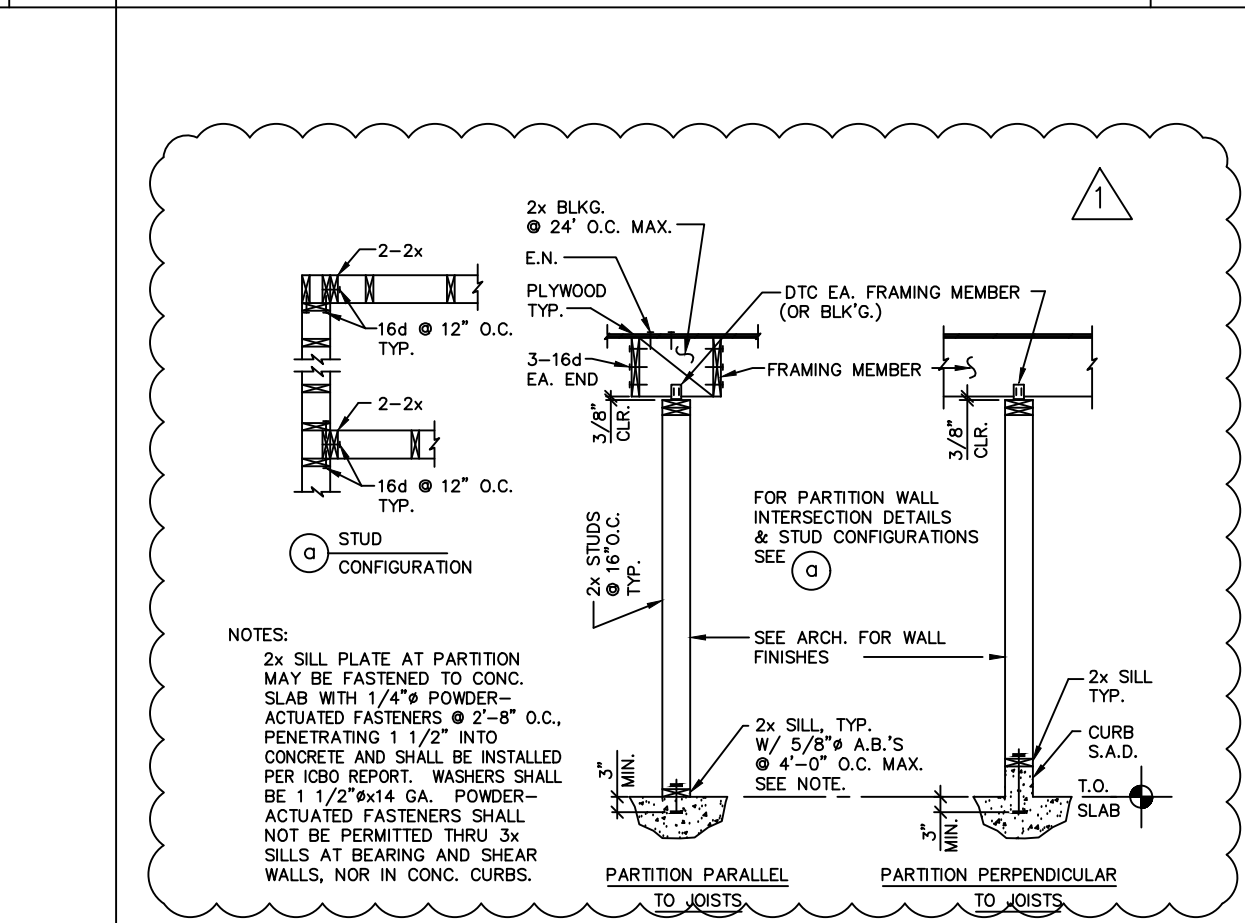 1
2x BLKG.
@ 24' O.C. MAX.
E.N.
PLYWOOD
TYP.
3-16d
EA. END
DTC EA. FRAMING MEMBER
(OR BLK'G.)
FRAMING MEMBER
3/8"
CLR.
3/8"
CLR.
2-2x
16d @ 12" O.C.
TYP.
2-2x
16d @ 12" O.C.
TYP.
a
STUD
CONFIGURATION
2x STUDS
@ 16"O.C.
TYP.
FOR PARTITION WALL
INTERSECTION DETAILS
& STUD CONFIGURATIONS
SEE a
SEE ARCH. FOR WALL
FINISHES
NOTES:
2x SILL PLATE AT PARTITION
MAY BE FASTENED TO CONC.
SLAB WITH 1/4"ø POWDER-
ACTUATED FASTENERS @ 2'-8" O.C.,
PENETRATING 1 1/2" INTO
CONCRETE AND SHALL BE INSTALLED
PER ICBO REPORT. WASHERS SHALL
BE 1 1/2"øx14 GA. POWDER-
ACTUATED FASTENERS SHALL
NOT BE PERMITTED THRU 3x
SILLS AT BEARING AND SHEAR
WALLS, NOR IN CONC. CURBS.
3"
MIN.
2x SILL, TYP.
W/ 5/8"ø A.B.'S
@ 4'-0" O.C. MAX.
SEE NOTE.
2x SILL
TYP.
CURB
S.A.D.
T.O.
SLAB
3"
MIN.
PARTITION PARALLEL
TO JOISTS
PARTITION PERPENDICULAR
TO JOISTS